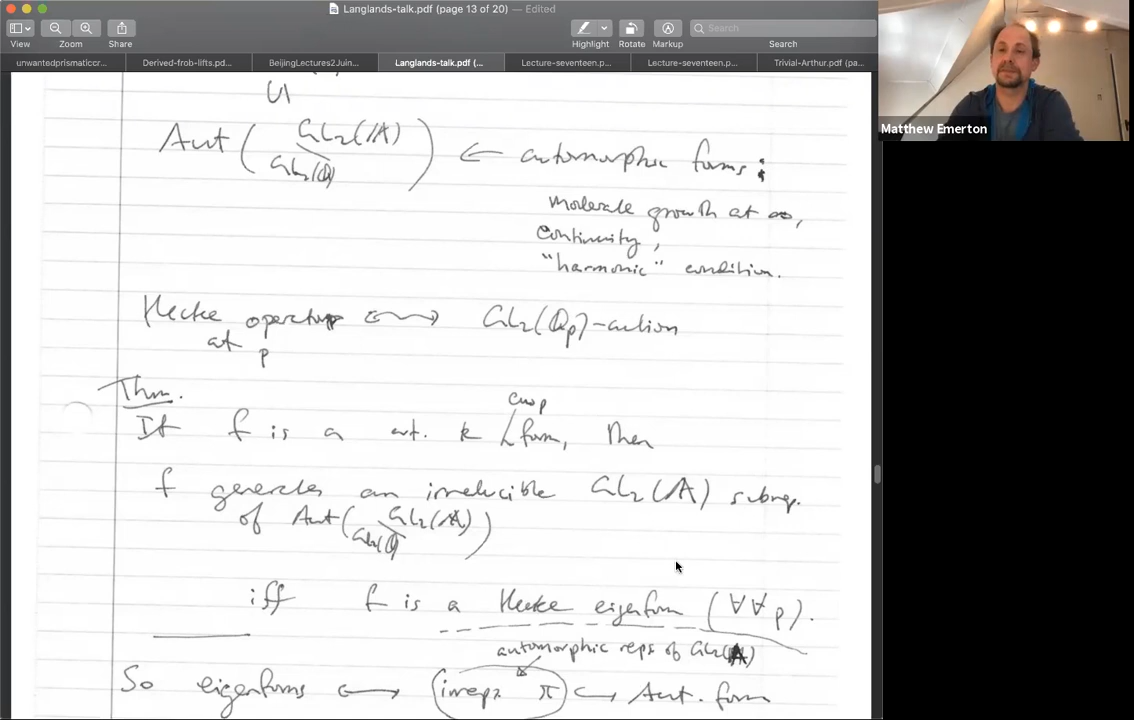 Langlands-talk.pdf (page 13 of 20) — Edited
View Zoom Share Highlight Rotate Markup Search Search
unwantedprismaticcr... Derived-frob-lifts.pd... BeijingLectures2Juin... Langlands-talk.pdf (... Lecture-seventeen.p... Lecture-seventeen.p... Trivial-Arthur.pdf (pa...
Matthew Emerton
U1
Aut ( GL₂(ℚ) \ GL₂(𝔸) ) ← automorphic forms:
moderate growth at ∞,
continuity,
"harmonic" condition.
Hecke operators ↔ GL₂(ℚp)-action
at p
Thm.
If f is a wt. k cusp form, then
f generates an irreducible GL₂(𝔸) subrep.
of Aut( GL₂(ℚ) \ GL₂(𝔸) )
iff f is a Hecke eigenform (∀∀ p).
automorphic reps of GL₂(𝔸)
So eigenforms ↔ irreps π ↪ Aut. form